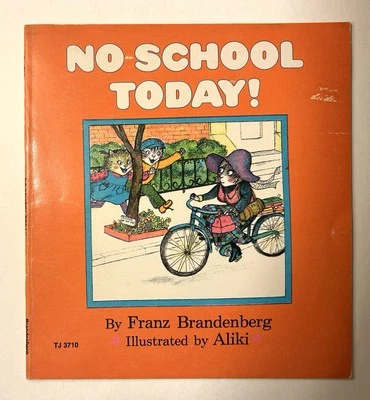 NO SCHOOL
TODAY!
By Franz Brandenberg
Illustrated by Aliki
TJ 3710